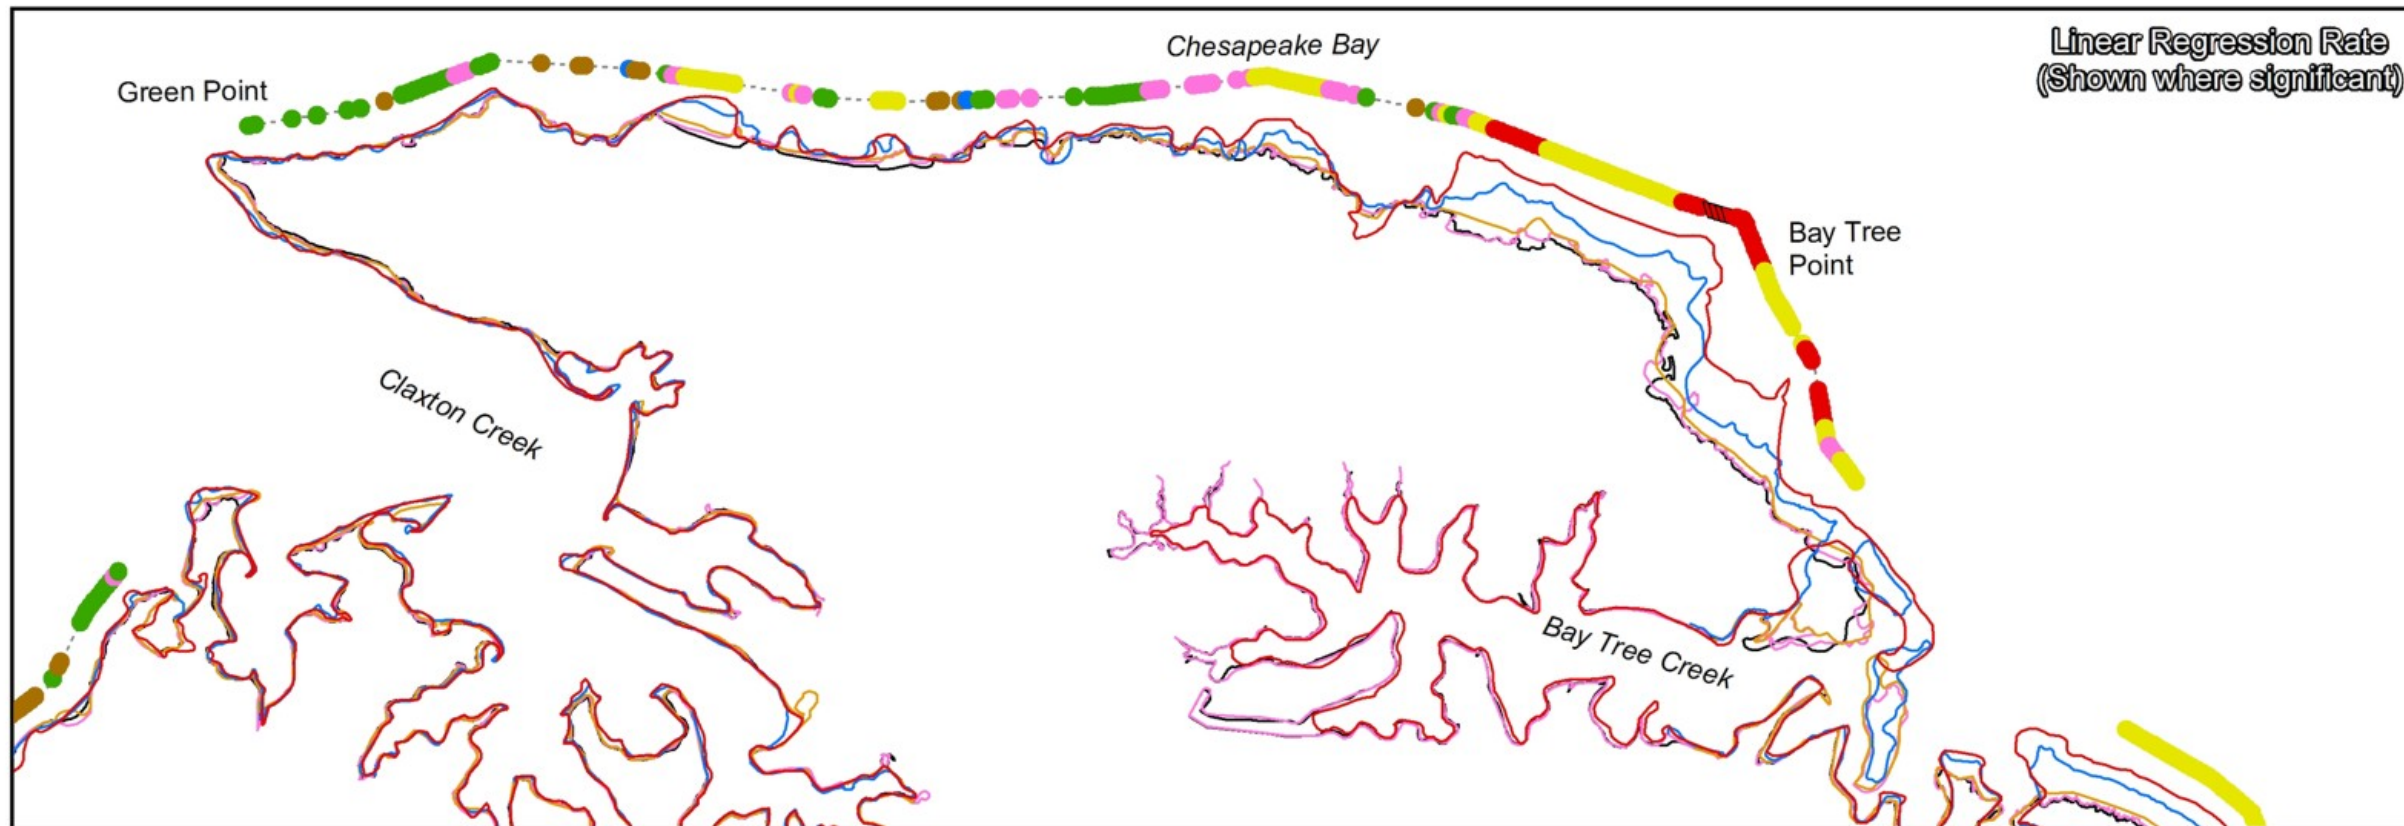 Chesapeake Bay
Linear Regression Rate
(Shown where significant)
Green Point
Bay Tree
Point
Claxton Creek
Bay Tree Creek